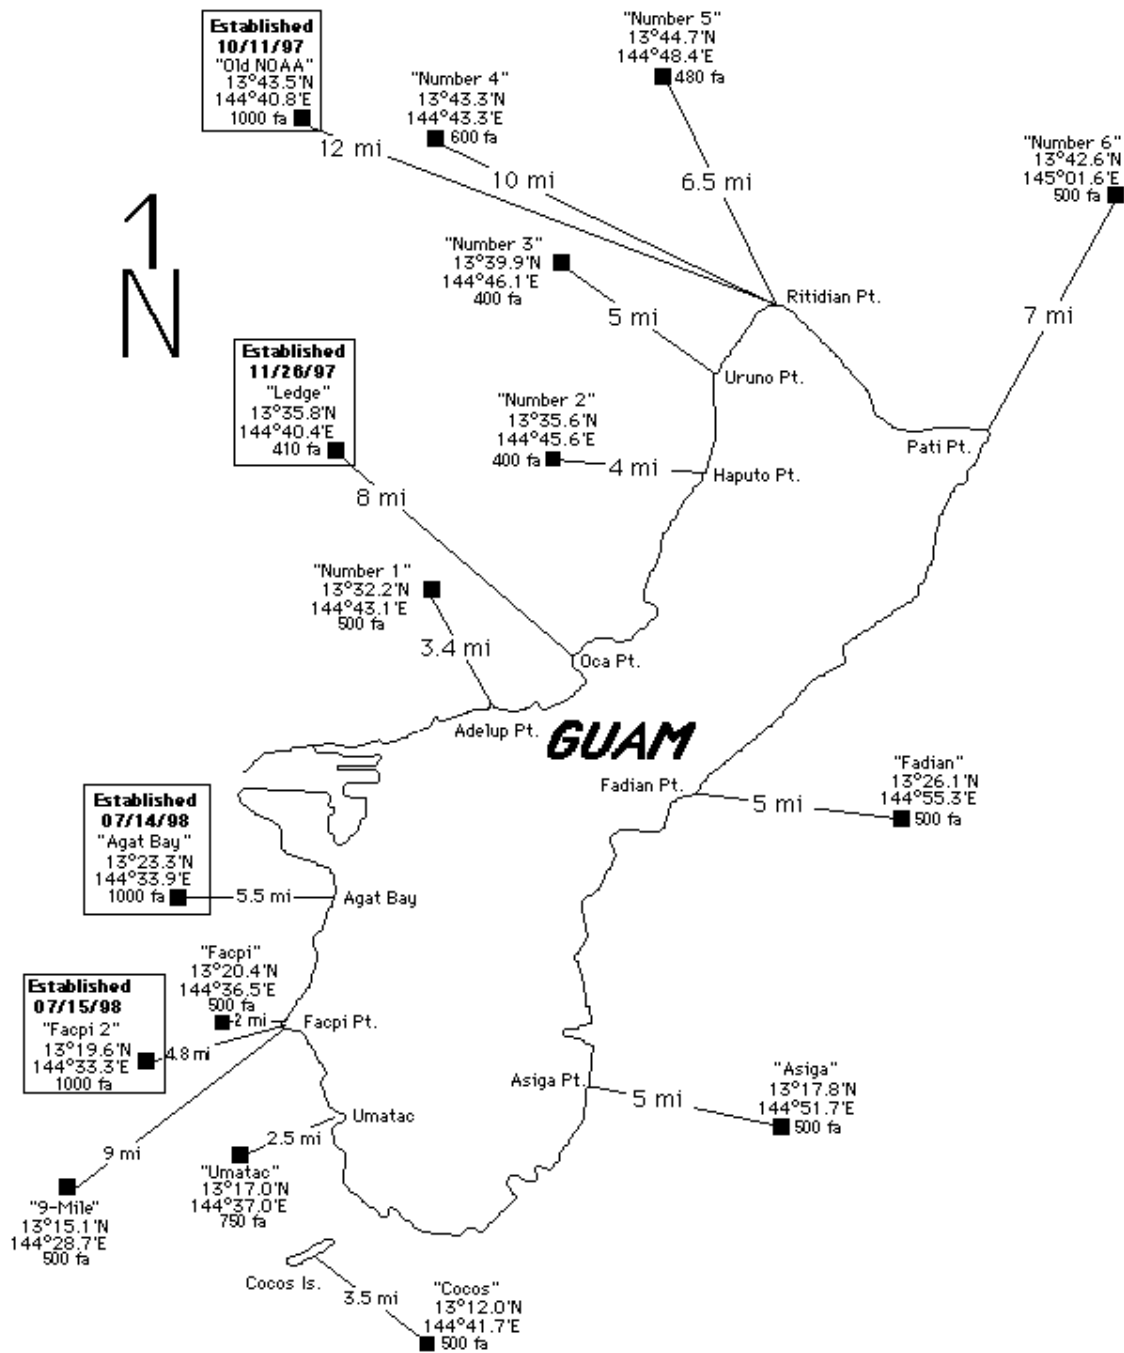 Established
10/11/97
"Old NOAA"
13°43.5'N
144°40.8'E
1000 fa
12 mi
"Number 4"
13°43.3'N
144°43.3'E
600 fa
10 mi
"Number 5"
13°44.7'N
144°48.4'E
480 fa
6.5 mi
"Number 6"
13°42.6'N
145°01.6'E
500 fa
7 mi
1
N
"Number 3"
13°39.9'N
144°46.1'E
400 fa
5 mi
Ritidian Pt.
Uruno Pt.
Established
11/26/97
"Ledge"
13°35.8'N
144°40.4'E
410 fa
8 mi
"Number 2"
13°35.6'N
144°45.6'E
400 fa
4 mi
Haputo Pt.
Pati Pt.
"Number 1"
13°32.2'N
144°43.1'E
500 fa
3.4 mi
Oca Pt.
Adelup Pt.
GUAM
Fadian Pt.
5 mi
"Fadian"
13°26.1'N
144°55.3'E
500 fa
Established
07/14/98
"Agat Bay"
13°23.3'N
144°33.9'E
1000 fa
5.5 mi
Agat Bay
"Facpi"
13°20.4'N
144°36.5'E
500 fa
2 mi
Facpi Pt.
Established
07/15/98
"Facpi 2"
13°19.6'N
144°33.3'E
1000 fa
4.8 mi
Asiga Pt.
5 mi
"Asiga"
13°17.8'N
144°51.7'E
500 fa
Umatac
2.5 mi
"Umatac"
13°17.0'N
144°37.0'E
750 fa
9 mi
"9-Mile"
13°15.1'N
144°28.7'E
500 fa
Cocos Is.
3.5 mi
"Cocos"
13°12.0'N
144°41.7'E
500 fa